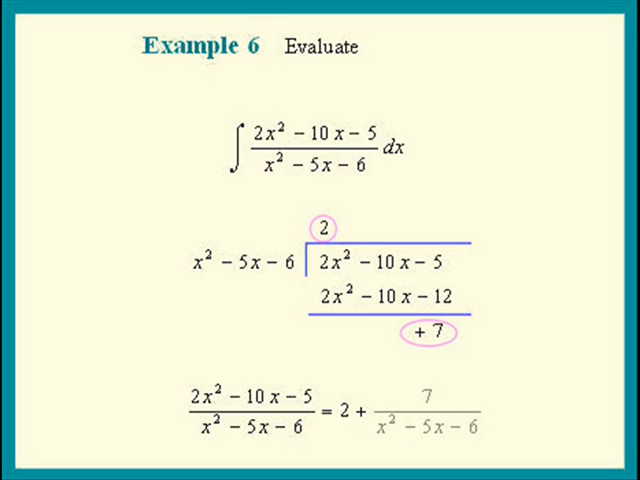 Example 6 Evaluate
∫ (2x² − 10x − 5)/(x² − 5x − 6) dx
2
x² − 5x − 6 2x² − 10x − 5
2x² − 10x − 12
+ 7
(2x² − 10x − 5)/(x² − 5x − 6) = 2 + 7/(x² − 5x − 6)